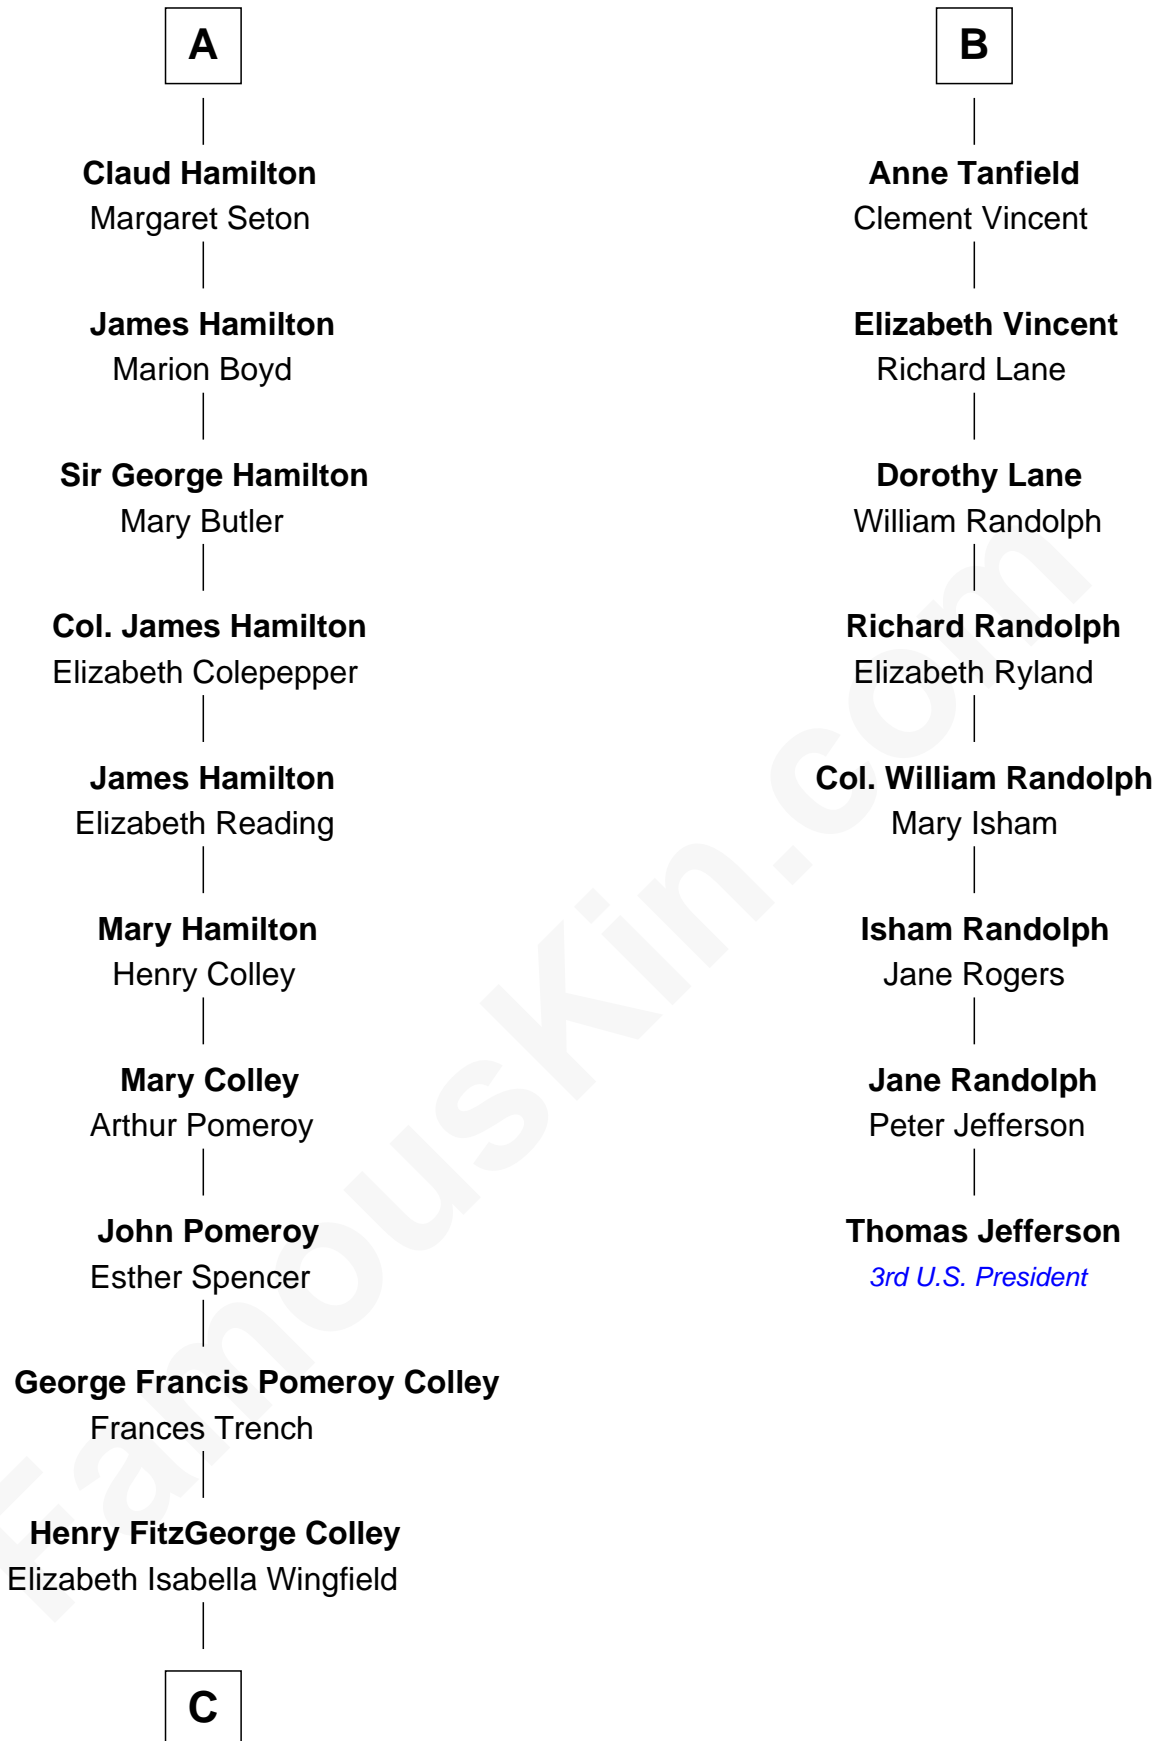 A
Claud Hamilton
Margaret Seton
James Hamilton
Marion Boyd
Sir George Hamilton
Mary Butler
Col. James Hamilton
Elizabeth Colepepper
James Hamilton
Elizabeth Reading
Mary Hamilton
Henry Colley
Mary Colley
Arthur Pomeroy
John Pomeroy
Esther Spencer
George Francis Pomeroy Colley
Frances Trench
Henry FitzGeorge Colley
Elizabeth Isabella Wingfield
C
B
Anne Tanfield
Clement Vincent
Elizabeth Vincent
Richard Lane
Dorothy Lane
William Randolph
Richard Randolph
Elizabeth Ryland
Col. William Randolph
Mary Isham
Isham Randolph
Jane Rogers
Jane Randolph
Peter Jefferson
Thomas Jefferson
3rd U.S. President
FamousKin.com